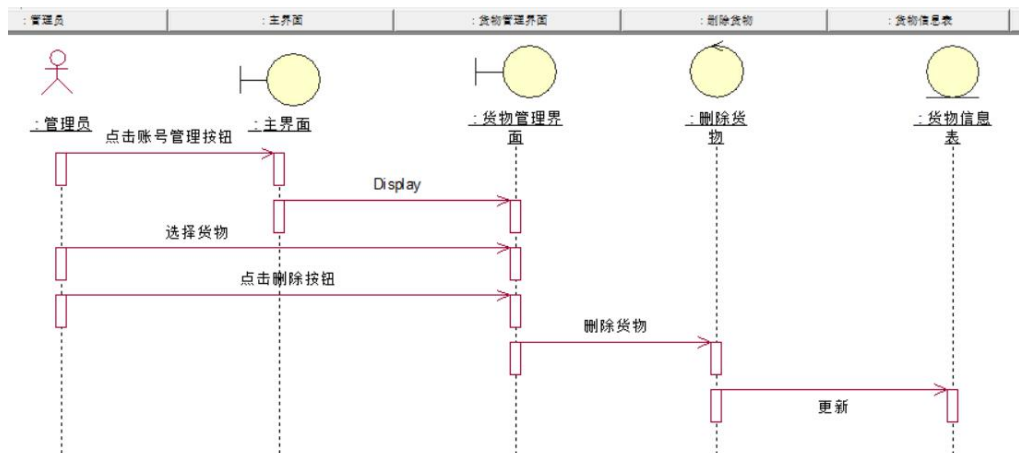 : 管理员
: 主界面
: 货物管理界面
: 删除货物
: 货物信息表
: 管理员
: 主界面
: 货物管理界
面
: 删除货
物
: 货物信息
表
点击账号管理按钮
Display
选择货物
点击删除按钮
删除货物
更新